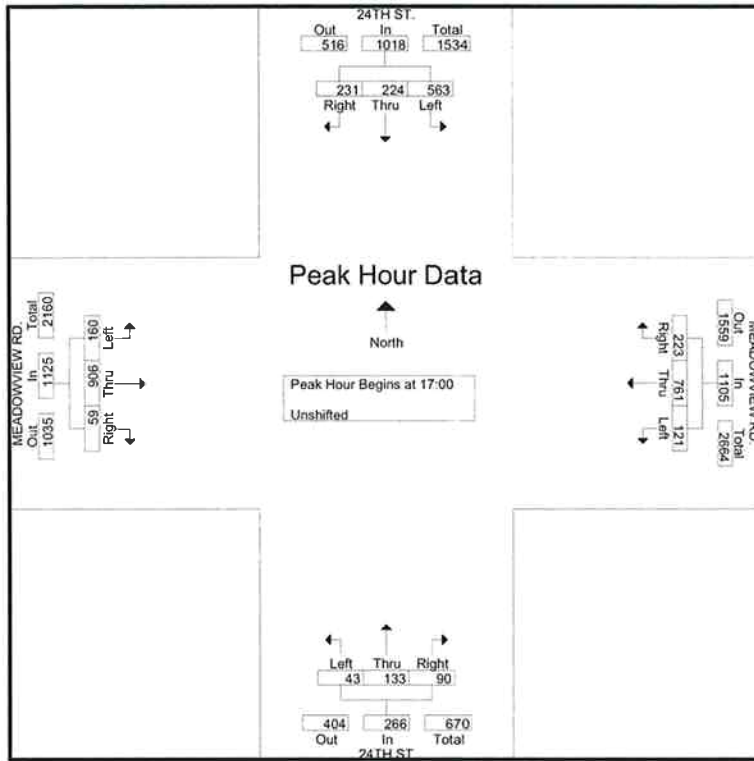 24TH ST.
Out In Total
516 1018 1534
231 224 563
Right Thru Left
Peak Hour Data
North
Peak Hour Begins at 17:00
Unshifted
MEADOWVIEW RD.
Out In Total
1035 1125 2160
59 906 160
Right Thru Left
MEADOWVIEW RD.
Out In Total
1559 1105 2664
223 761 121
Right Thru Left
Left Thru Right
43 133 90
404 266 670
Out In Total
24TH ST